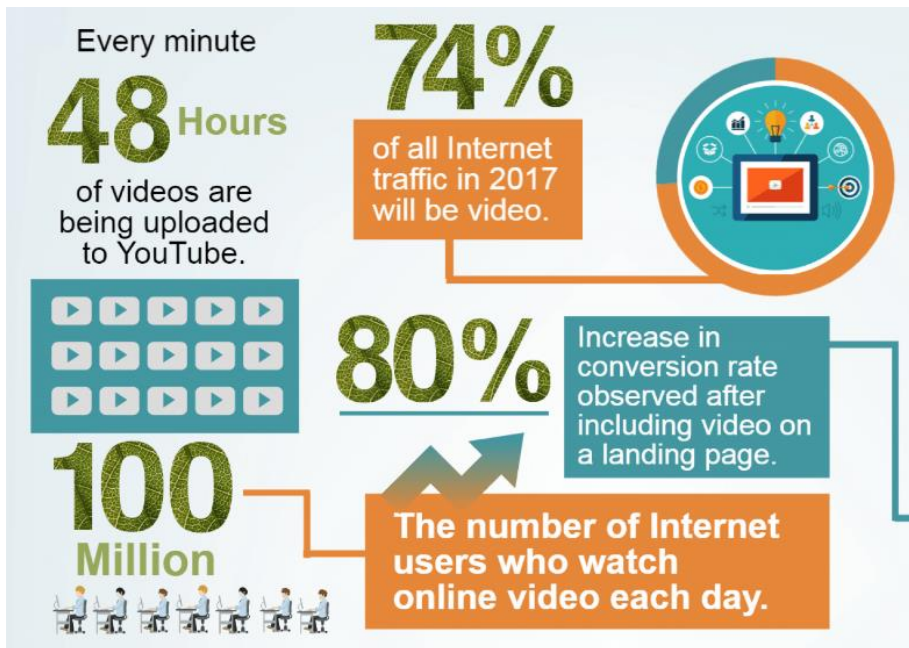 Every minute
48 Hours
of videos are
being uploaded
to YouTube.
74%
of all Internet
traffic in 2017
will be video.
80%
Increase in
conversion rate
observed after
including video on
a landing page.
100
Million
The number of Internet
users who watch
online video each day.